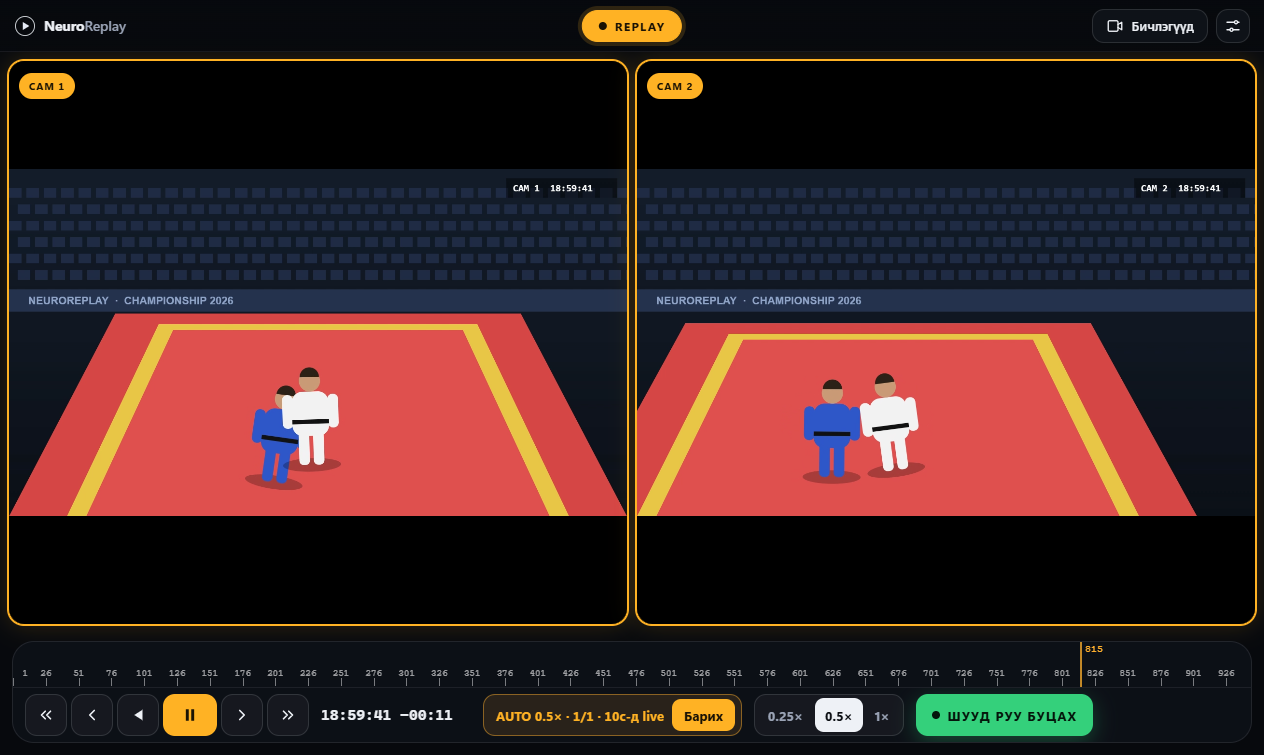 NeuroReplay
REPLAY
Бичлэгүүд
CAM 1
CAM 2
CAM 1 18:59:41
CAM 2 18:59:41
NEUROREPLAY · CHAMPIONSHIP 2026
NEUROREPLAY · CHAMPIONSHIP 2026
815
1 26 51 76 101 126 151 176 201 226 251 276 301 326 351 376 401 426 451 476 501 526 551 576 601 626 651 676 701 726 751 776 801 826 851 876 901 926
18:59:41 −00:11
AUTO 0.5× · 1/1 · 10с-д live Барих
0.25× 0.5× 1×
ШУУД РУУ БУЦАХ